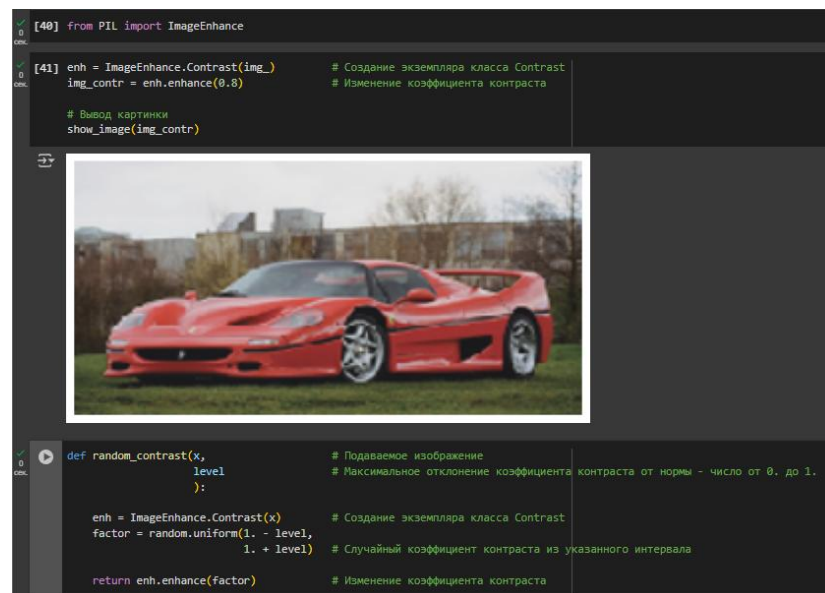 [40] from PIL import ImageEnhance
0
сек.
[41] enh = ImageEnhance.Contrast(img_) # Создание экземпляра класса Contrast
0
сек.
img_contr = enh.enhance(0.8) # Изменение коэффициента контраста
# Вывод картинки
show_image(img_contr)
def random_contrast(x, # Подаваемое изображение
0
сек.
level # Максимальное отклонение коэффициента контраста от нормы - число от 0. до 1.
):
enh = ImageEnhance.Contrast(x) # Создание экземпляра класса Contrast
factor = random.uniform(1. - level,
1. + level) # Случайный коэффициент контраста из указанного интервала
return enh.enhance(factor) # Изменение коэффициента контраста